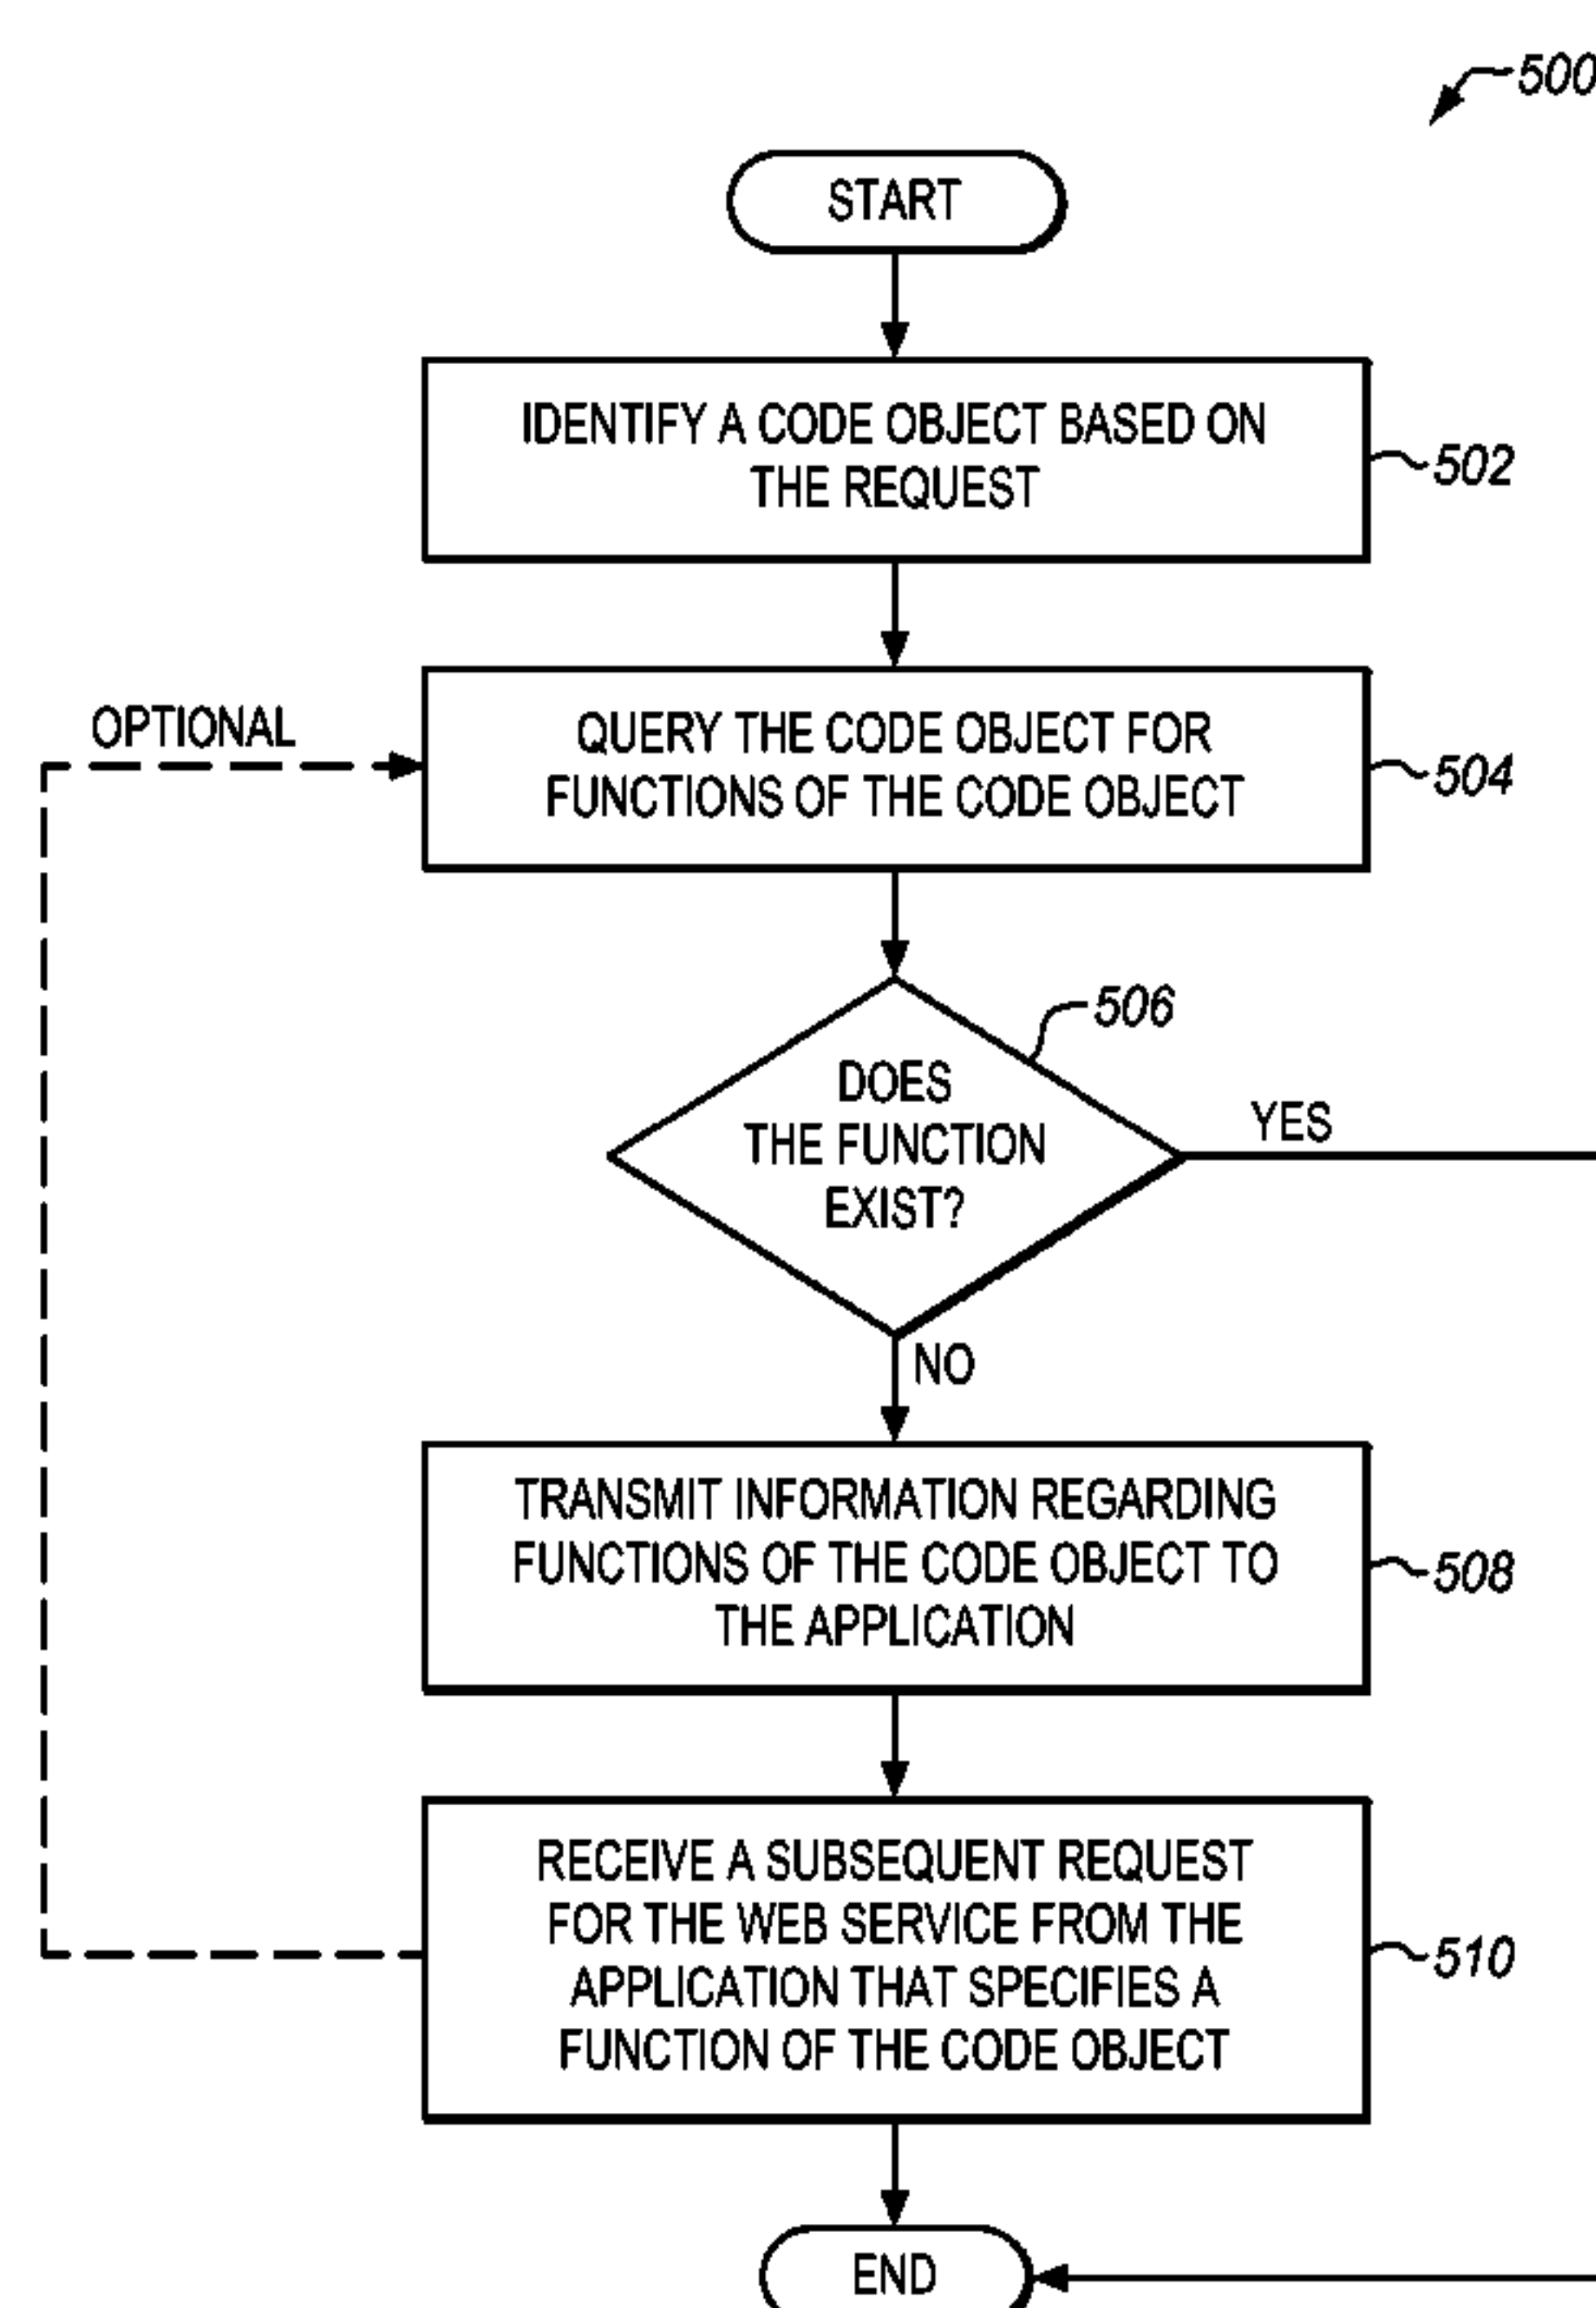 500
START
IDENTIFY A CODE OBJECT BASED ON
THE REQUEST
502
OPTIONAL
QUERY THE CODE OBJECT FOR
FUNCTIONS OF THE CODE OBJECT
504
506
DOES
THE FUNCTION
EXIST?
YES
NO
TRANSMIT INFORMATION REGARDING
FUNCTIONS OF THE CODE OBJECT TO
THE APPLICATION
508
RECEIVE A SUBSEQUENT REQUEST
FOR THE WEB SERVICE FROM THE
APPLICATION THAT SPECIFIES A
FUNCTION OF THE CODE OBJECT
510
END